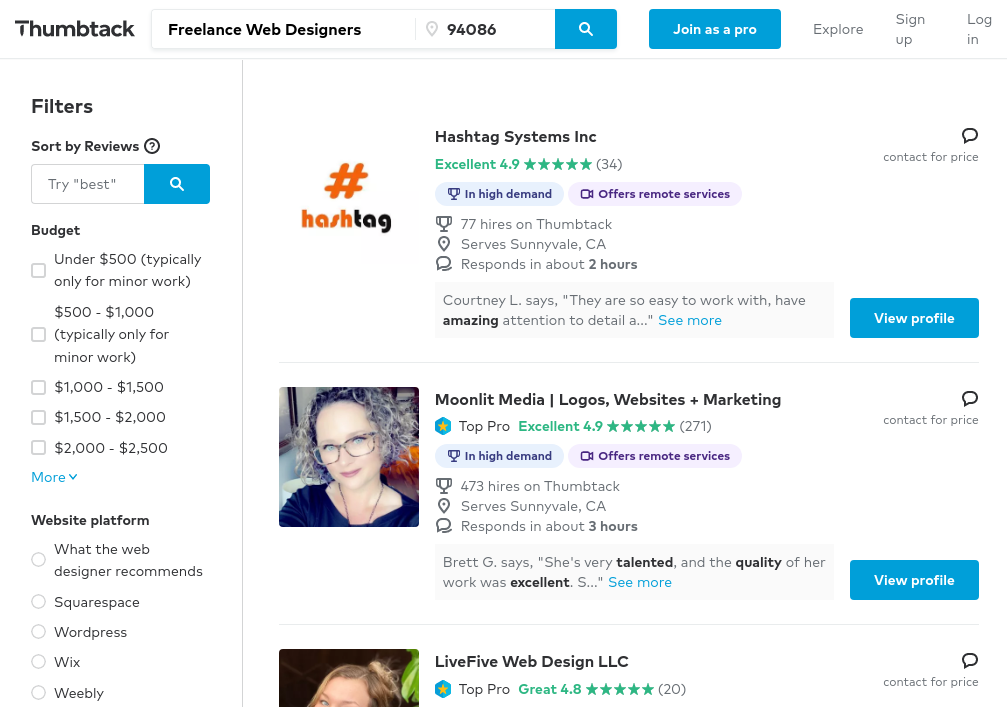 Thumbtack
Freelance Web Designers
94086
Join as a pro
Explore
Sign
up
Log
in
Filters
Sort by Reviews
Try "best"
Budget
Under $500 (typically
only for minor work)
$500 - $1,000
(typically only for
minor work)
$1,000 - $1,500
$1,500 - $2,000
$2,000 - $2,500
More
Website platform
What the web
designer recommends
Squarespace
Wordpress
Wix
Weebly
#
hashtag
Hashtag Systems Inc
contact for price
Excellent 4.9 ★★★★★ (34)
In high demand
Offers remote services
77 hires on Thumbtack
Serves Sunnyvale, CA
Responds in about 2 hours
Courtney L. says, "They are so easy to work with, have
amazing attention to detail a..." See more
View profile
Moonlit Media | Logos, Websites + Marketing
contact for price
Top Pro Excellent 4.9 ★★★★★ (271)
In high demand
Offers remote services
473 hires on Thumbtack
Serves Sunnyvale, CA
Responds in about 3 hours
Brett G. says, "She's very talented, and the quality of her
work was excellent. S..." See more
View profile
LiveFive Web Design LLC
contact for price
Top Pro Great 4.8 ★★★★★ (20)